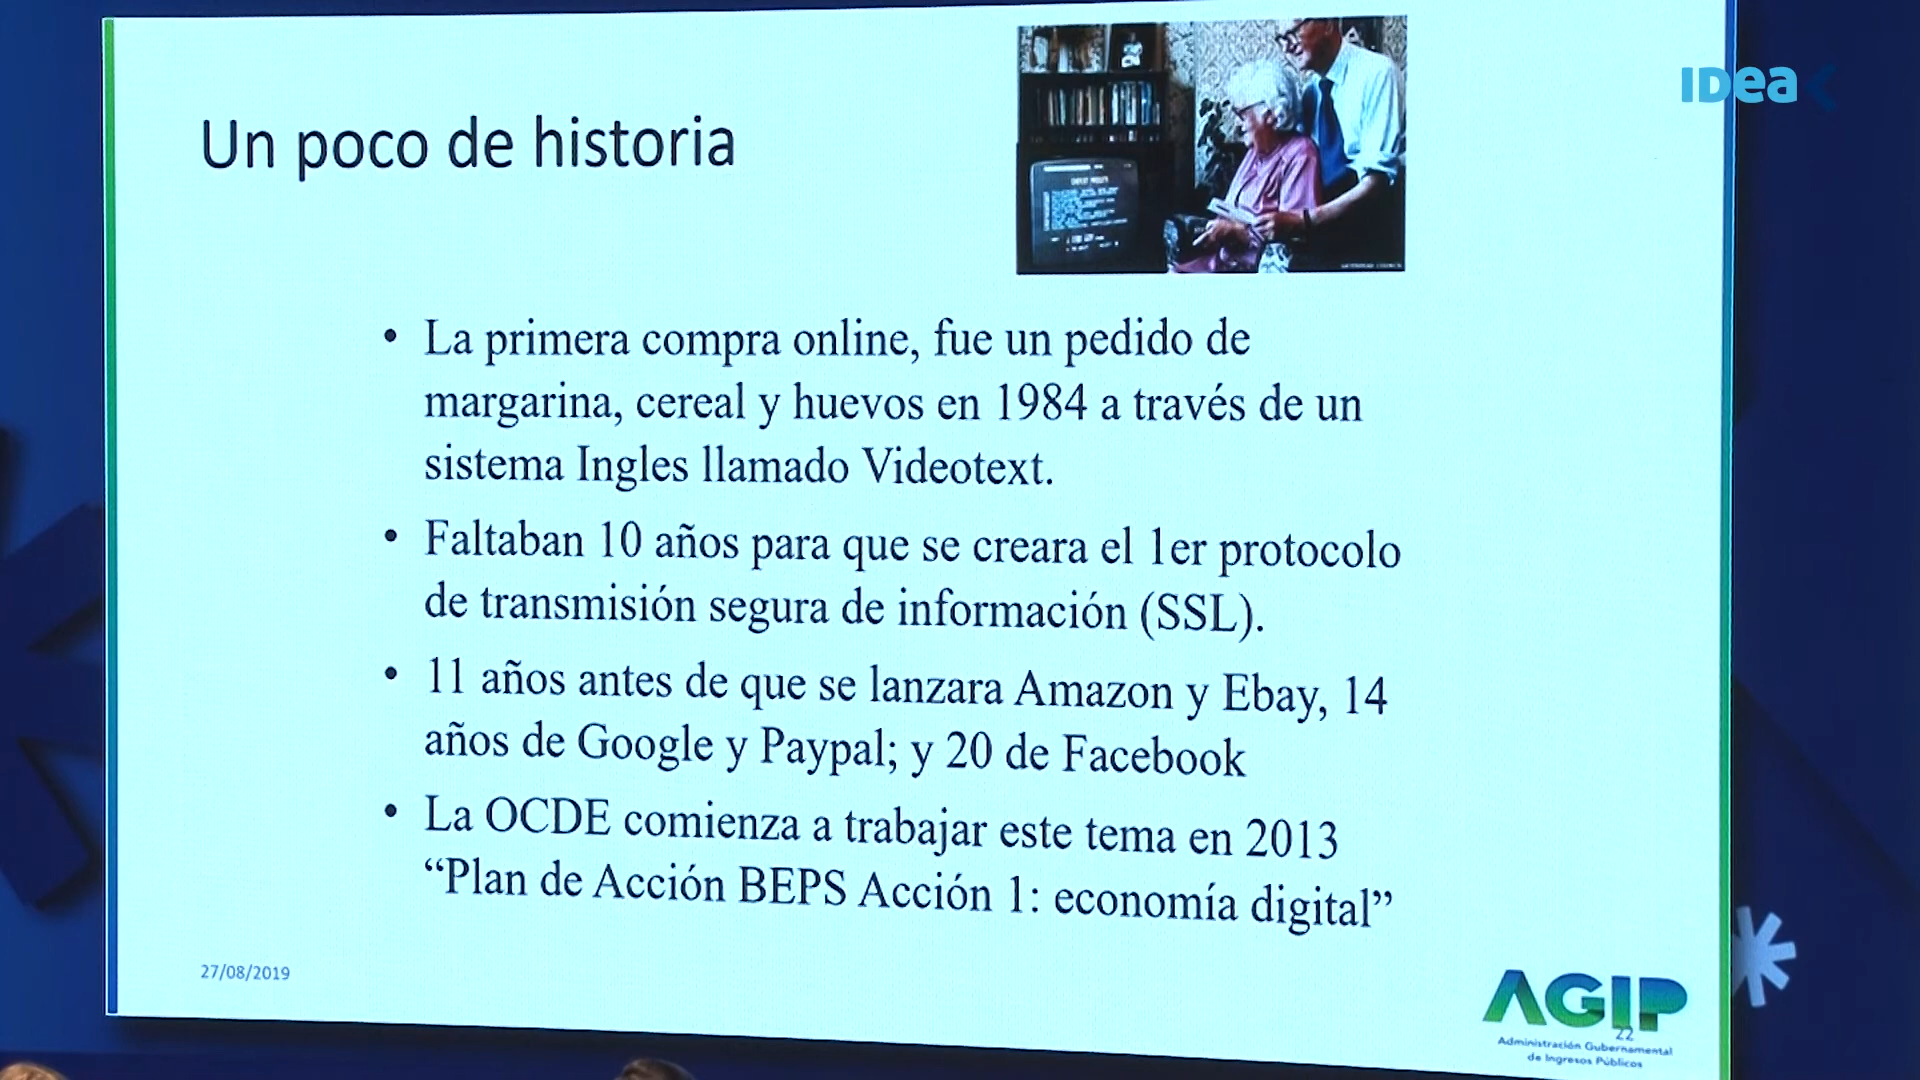 IDea
Un poco de historia
• La primera compra online, fue un pedido de
margarina, cereal y huevos en 1984 a través de un
sistema Ingles llamado Videotext.
• Faltaban 10 años para que se creara el 1er protocolo
de transmisión segura de información (SSL).
• 11 años antes de que se lanzara Amazon y Ebay, 14
años de Google y Paypal; y 20 de Facebook
• La OCDE comienza a trabajar este tema en 2013
“Plan de Acción BEPS Acción 1: economía digital”
27/08/2019
AGIP
22
Administración Gubernamental
de Ingresos Públicos